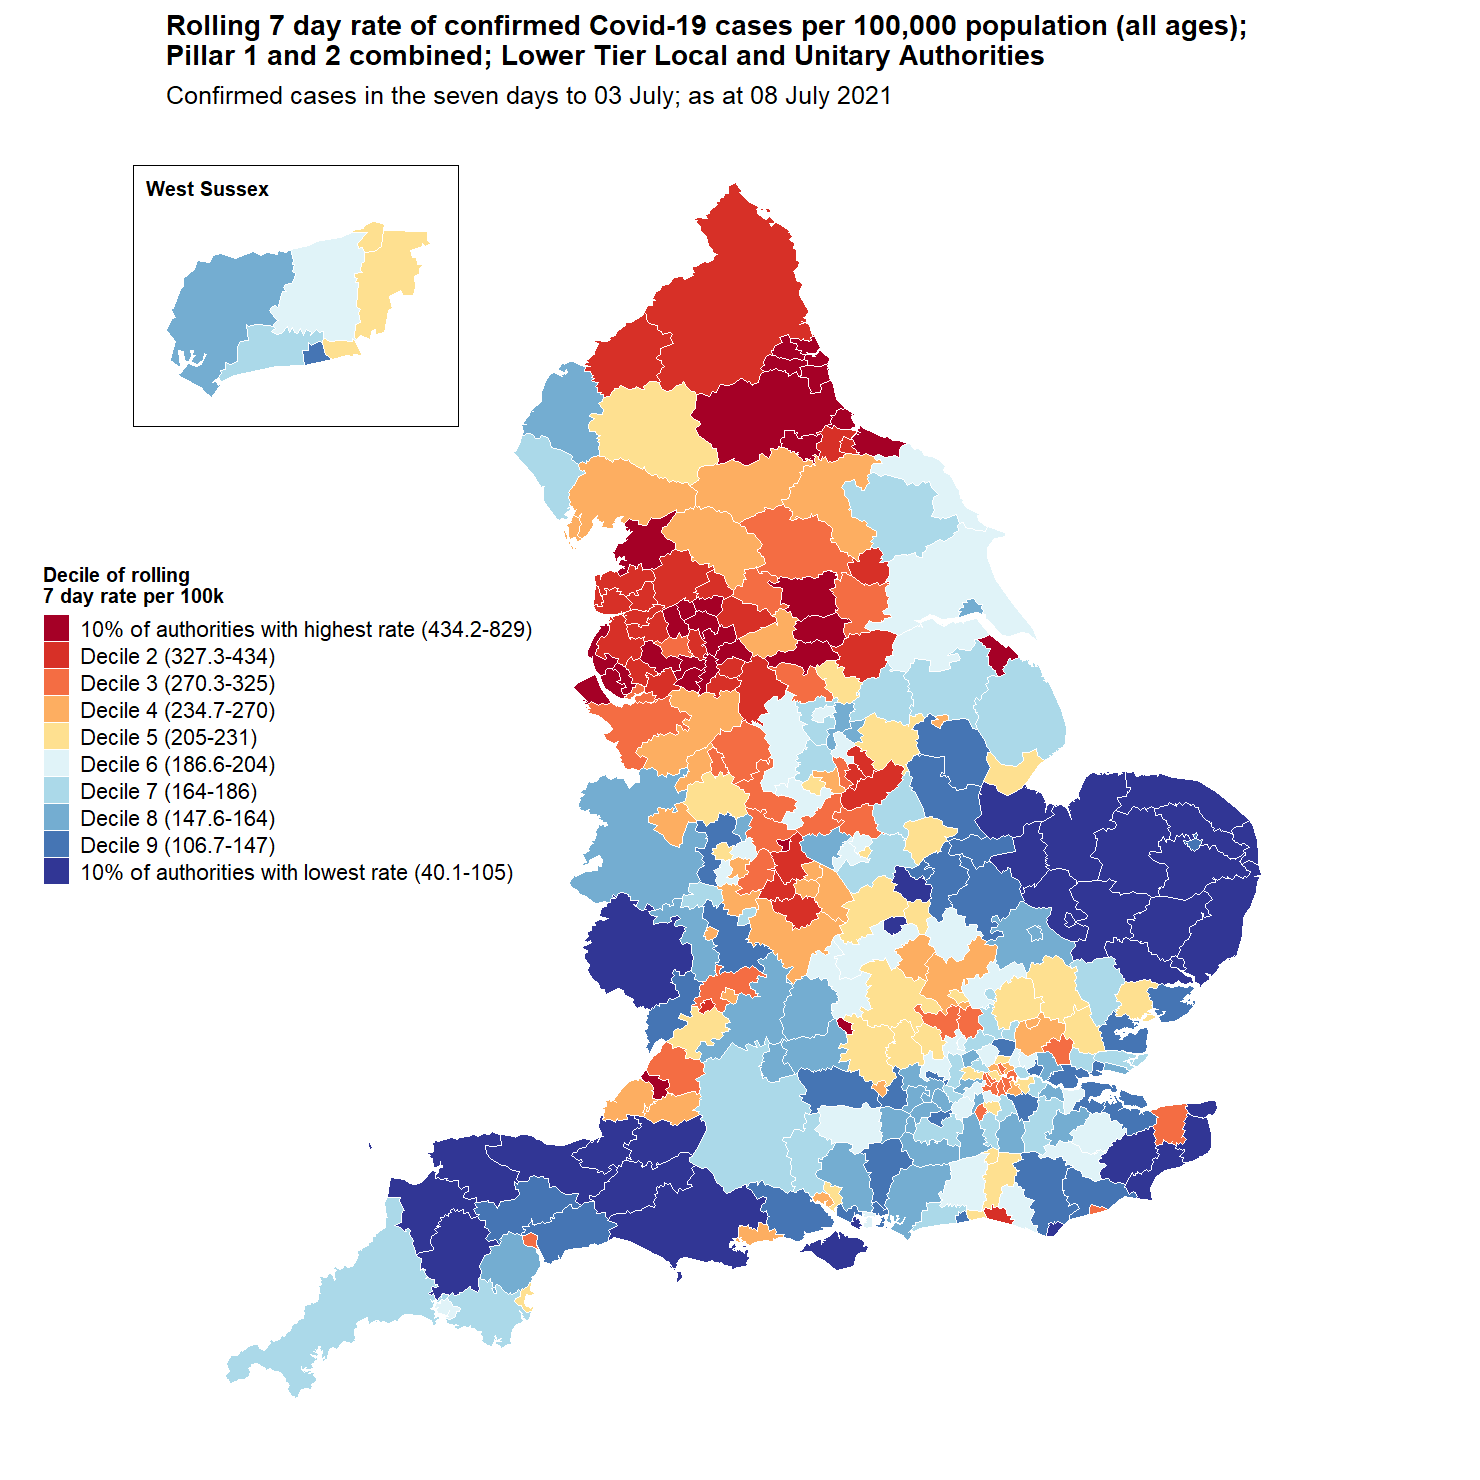 Rolling 7 day rate of confirmed Covid-19 cases per 100,000 population (all ages);
Pillar 1 and 2 combined; Lower Tier Local and Unitary Authorities
Confirmed cases in the seven days to 03 July; as at 08 July 2021
West Sussex
Decile of rolling
7 day rate per 100k
10% of authorities with highest rate (434.2-829)
Decile 2 (327.3-434)
Decile 3 (270.3-325)
Decile 4 (234.7-270)
Decile 5 (205-231)
Decile 6 (186.6-204)
Decile 7 (164-186)
Decile 8 (147.6-164)
Decile 9 (106.7-147)
10% of authorities with lowest rate (40.1-105)